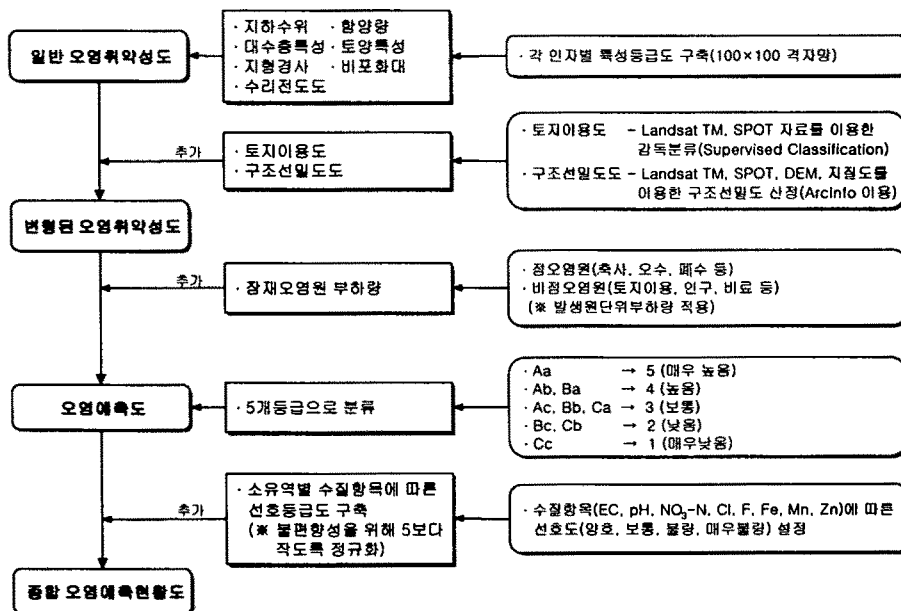 일반 오염취약성도
· 지하수위 · 함양량
· 대수층특성 · 토양특성
· 지형경사 · 비포화대
· 수리전도도
· 각 인자별 특성등급도 구축(100×100 격자망)
추가
· 토지이용도
· 구조선밀도도
· 토지이용도 – Landsat TM, SPOT 자료를 이용한
감독분류(Supervised Classification)
· 구조선밀도도 – Landsat TM, SPOT, DEM, 지질도를
이용한 구조선밀도 산정(ArcInfo 이용)
변형된 오염취약성도
추가
· 잠재오염원 부하량
· 점오염원(축사, 오수, 폐수 등)
· 비점오염원(토지이용, 인구, 비료 등)
(※ 발생원단위부하량 적용)
오염예측도
· 5개등급으로 분류
· Aa → 5 (매우 높음)
· Ab, Ba → 4 (높음)
· Ac, Bb, Ca → 3 (보통)
· Bc, Cb → 2 (낮음)
· Cc → 1 (매우낮음)
추가
· 소유역별 수질항목에 따른
선호등급도 구축
(※ 불편향성을 위해 5보다
작도록 정규화)
· 수질항목(EC, pH, NO₃-N, Cl, F, Fe, Mn, Zn)에 따른
선호도(양호, 보통, 불량, 매우불량) 설정
종합 오염예측현황도